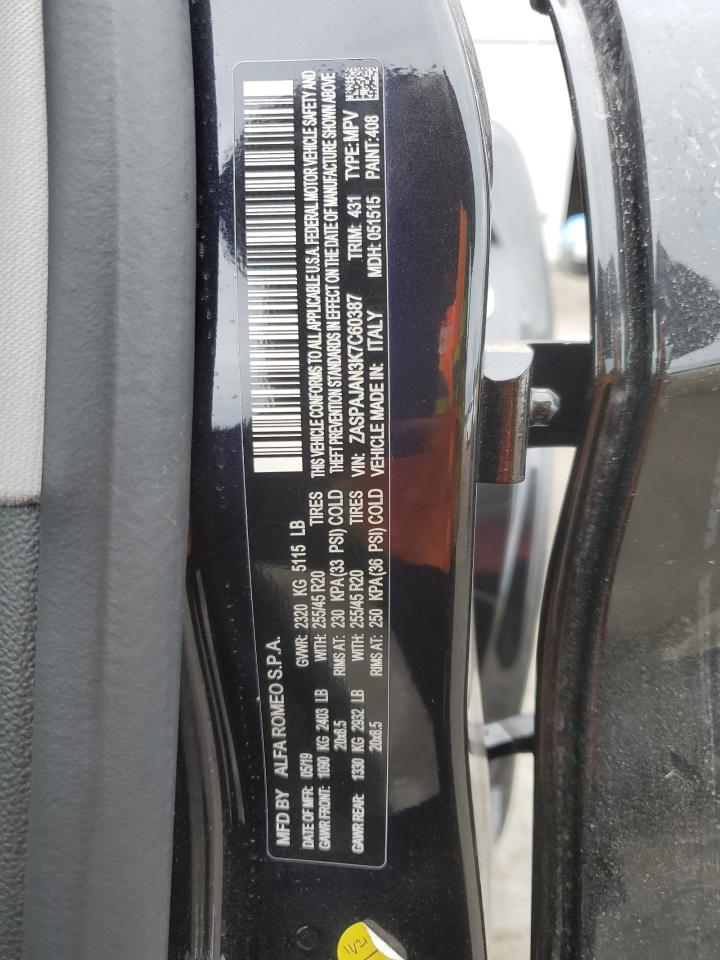 MFD BY ALFA ROMEO S.P.A.
DATE OF MFR: 05/19 GVWR: 2320 KG 5115 LB
GAWR FRONT: 1090 KG 2403 LB WITH: 255/45 R20 TIRES
20x8.5 RIMS AT: 230 KPA(33 PSI) COLD
GAWR REAR: 1330 KG 2932 LB WITH: 255/45 R20 TIRES
20x8.5 RIMS AT: 250 KPA(36 PSI) COLD
THIS VEHICLE CONFORMS TO ALL APPLICABLE U.S.A. FEDERAL MOTOR VEHICLE SAFETY AND
THEFT PREVENTION STANDARDS IN EFFECT ON THE DATE OF MANUFACTURE SHOWN ABOVE
VIN: ZASPAJAN3K7C60387 TRIM: 431 TYPE:MPV
VEHICLE MADE IN: ITALY MDH: 051515 PAINT:408